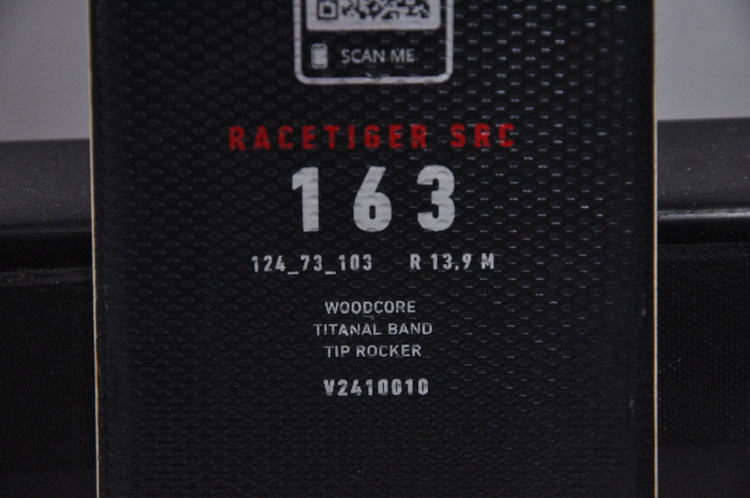 SCAN ME
RACETIGER SRC
163
124_73_103 R 13,9 M
WOODCORE
TITANAL BAND
TIP ROCKER
V2410010